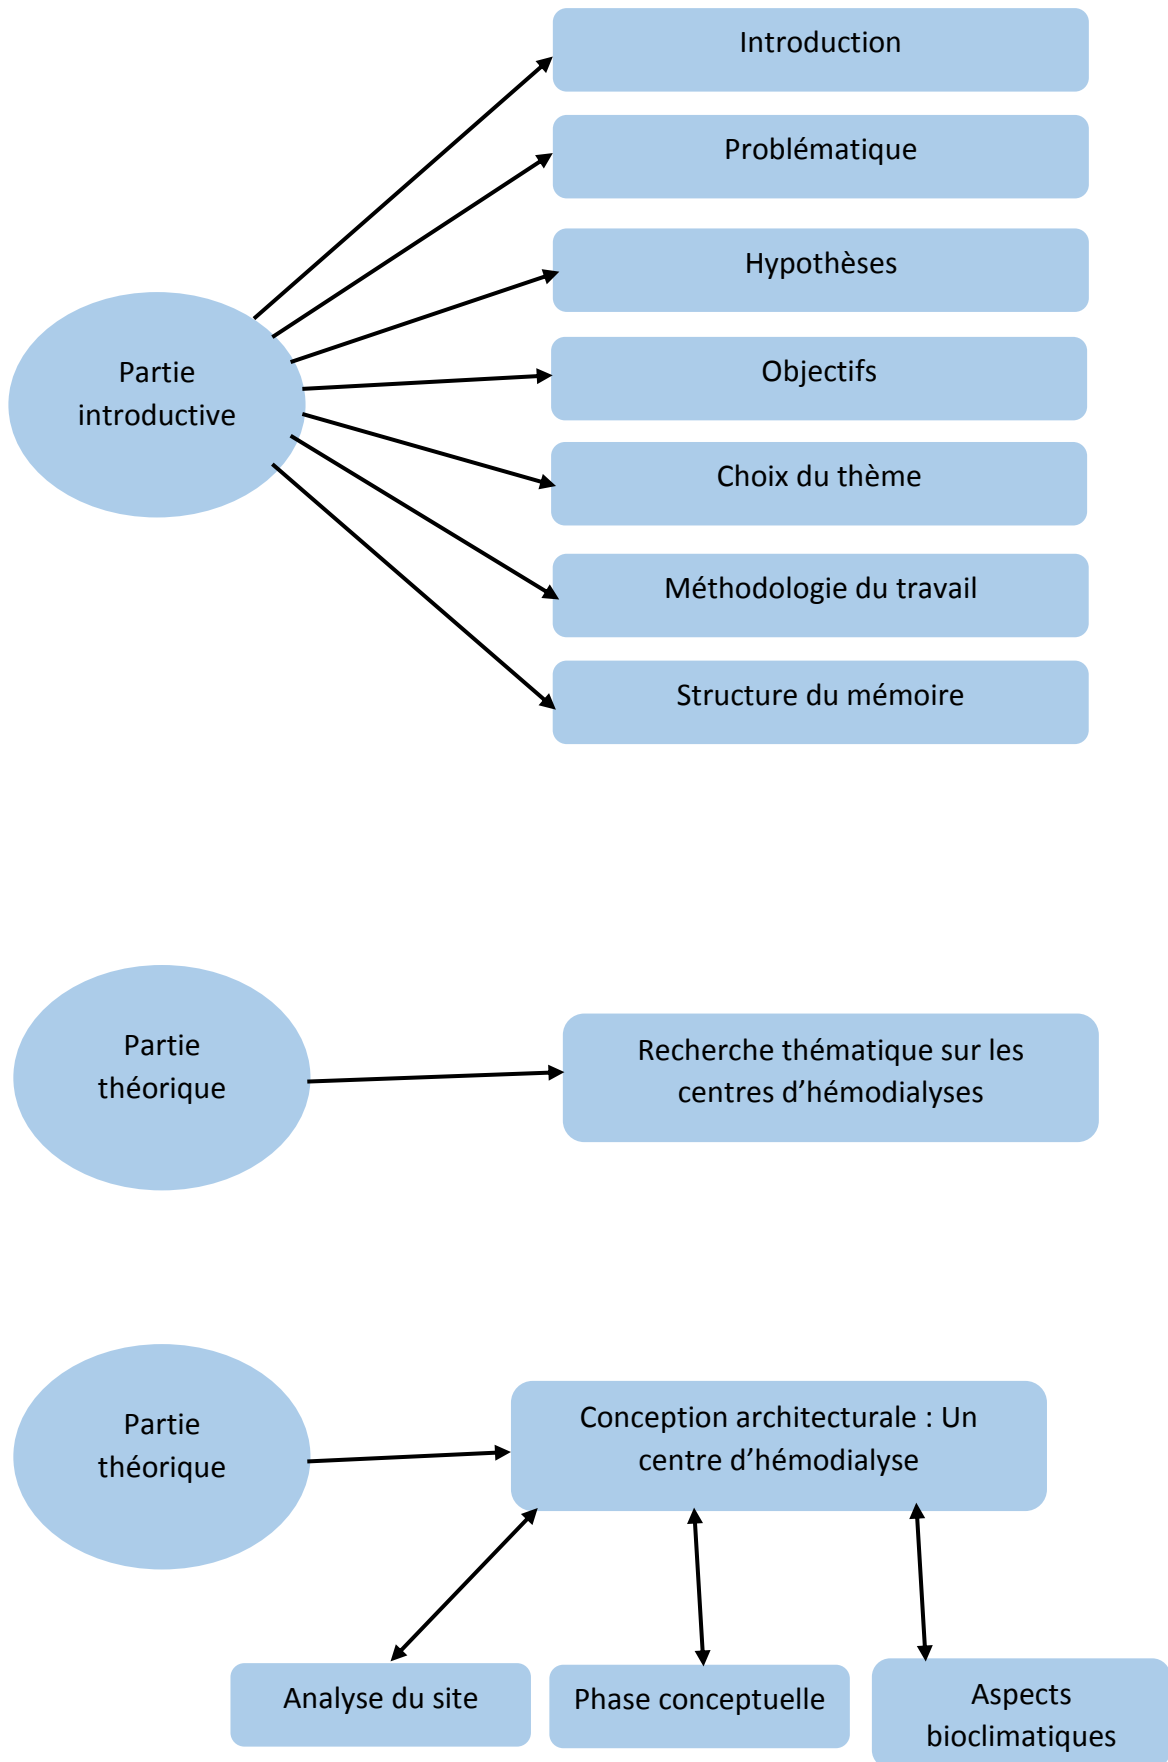 Introduction
Problématique
Hypothèses
Partie
introductive
Objectifs
Choix du thème
Méthodologie du travail
Structure du mémoire
Partie
théorique
Recherche thématique sur les
centres d’hémodialyses
Partie
théorique
Conception architecturale : Un
centre d’hémodialyse
Analyse du site
Phase conceptuelle
Aspects
bioclimatiques